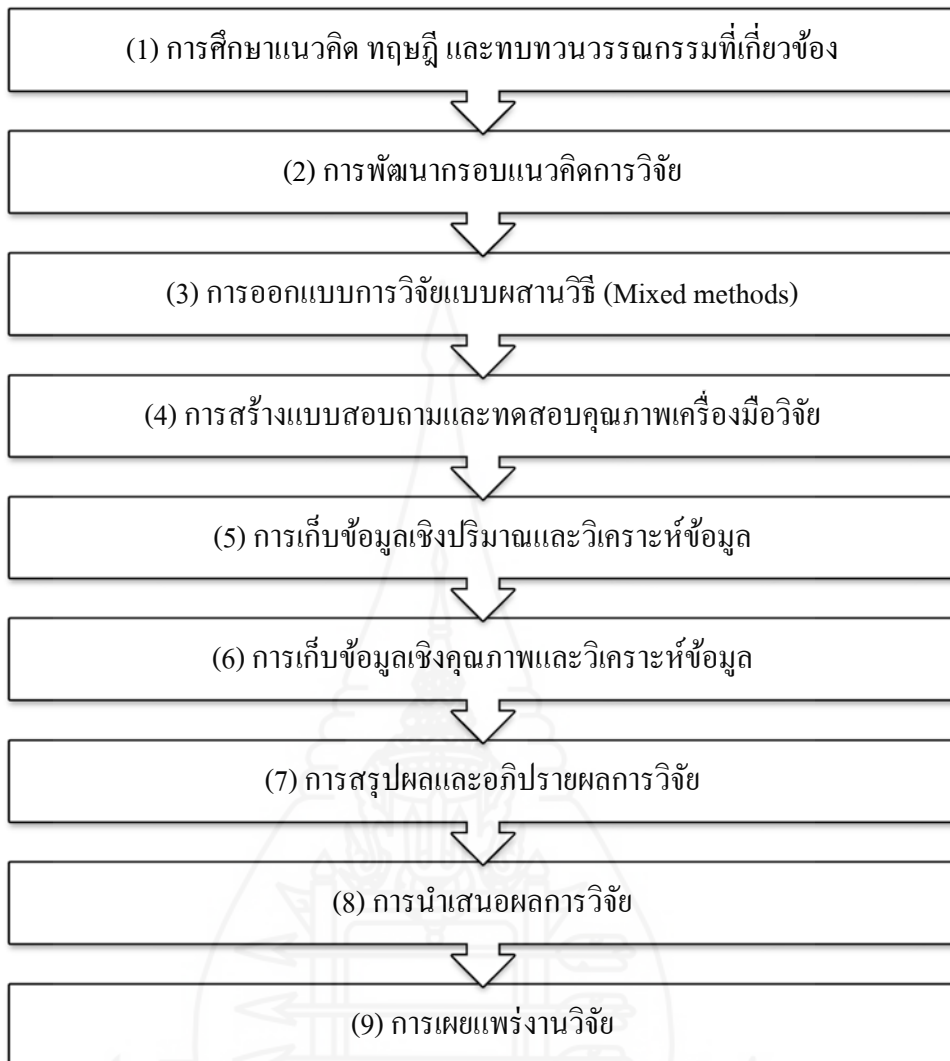 (1) การศึกษาแนวคิด ทฤษฎี และทบทวนวรรณกรรมที่เกี่ยวข้อง
(2) การพัฒนากรอบแนวคิดการวิจัย
(3) การออกแบบการวิจัยแบบผสานวิธี (Mixed methods)
(4) การสร้างแบบสอบถามและทดสอบคุณภาพเครื่องมือวิจัย
(5) การเก็บข้อมูลเชิงปริมาณและวิเคราะห์ข้อมูล
(6) การเก็บข้อมูลเชิงคุณภาพและวิเคราะห์ข้อมูล
(7) การสรุปผลและอภิปรายผลการวิจัย
(8) การนำเสนอผลการวิจัย
(9) การเผยแพร่งานวิจัย